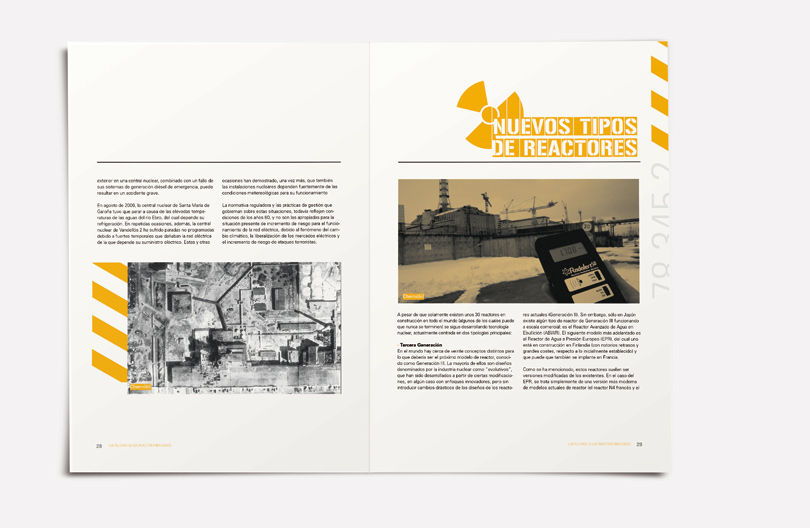 exterior en una central nuclear, combinado con un fallo de
sus sistemas de generación diésel de emergencia, puede
resultar en un accidente grave.
En agosto de 2006, la central nuclear de Santa María de
Garoña tuvo que parar a causa de las elevadas tempe-
raturas de las aguas del río Ebro, del cual depende su
refrigeración. En repetidas ocasiones, además, la central
nuclear de Vandellòs 2 ha sufrido paradas no programadas
debido a fuertes temporales que dañaban la red eléctrica
de la que depende su suministro eléctrico. Estas y otras
ocasiones han demostrado, una vez más, que también
las instalaciones nucleares dependen fuertemente de las
condiciones meteorológicas para su funcionamiento
La normativa reguladora y las prácticas de gestión que
gobiernan sobre estas situaciones, todavía reflejan con-
diciones de los años 80, y no son las apropiadas para la
situación presente de incremento de riesgo para el funcio-
namiento de la red eléctrica, debido al fenómeno del cam-
bio climático, la liberalización de los mercados eléctricos y
el incremento de riesgo de ataques terroristas.
Chernobil
28
NUEVOS TIPOS
DE REACTORES
78 345 2
Radalert
Chernobil
A pesar de que solamente existen unos 30 reactores en
construcción en todo el mundo (algunos de los cuales puede
que nunca se terminen) se sigue desarrollando tecnología
nuclear, actualmente centrada en dos tipologías principales:
· Tercera Generación
En el mundo hay cerca de veinte conceptos distintos para
lo que debería ser el próximo modelo de reactor, conoci-
do como Generación III. La mayoría de ellos son diseños
denominados por la industria nuclear como "evolutivos",
que han sido desarrollados a partir de ciertas modificacio-
nes, en algún caso con enfoques innovadores, pero sin
introducir cambios drásticos de los diseños de los reacto-
res actuales (Generación II). Sin embargo, sólo en Japón
existe algún tipo de reactor de Generación III funcionando
a escala comercial: es el Reactor Avanzado de Agua en
Ebullición (ABWR). El siguiente modelo más adelantado es
el Reactor de Agua a Presión Europeo (EPR), del cual uno
está en construcción en Finlandia (con notorios retrasos y
grandes costes, respecto a lo inicialmente establecido) y
que puede que también se implante en Francia.
Como se ha mencionado, estos reactores suelen ser
versiones modificadas de los existentes. En el caso del
EPR, se trata simplemente de una versión más moderna
de modelos actuales de reactor (el reactor N4 francés y el
29